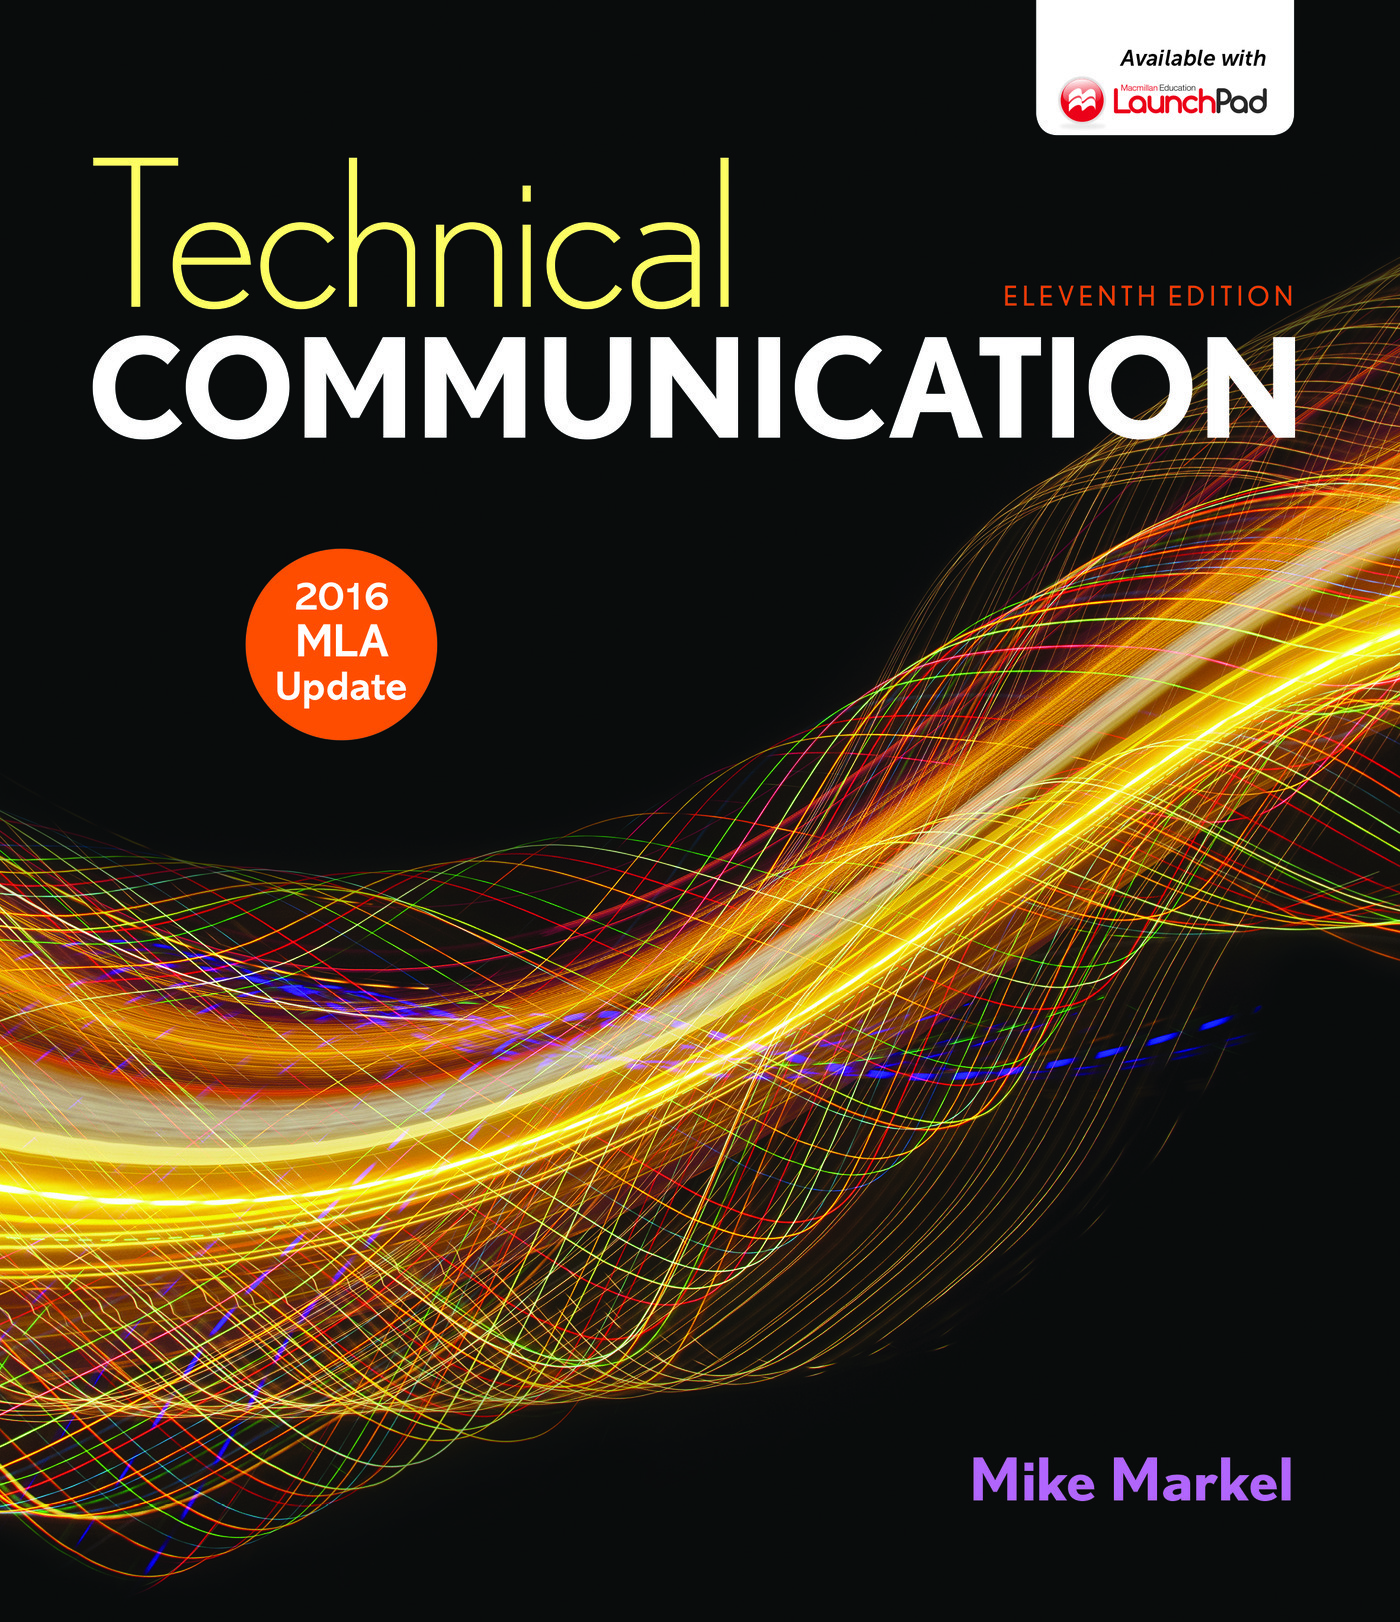 Available with
Macmillan Education
LaunchPad
Technical
ELEVENTH EDITION
COMMUNICATION
2016
MLA
Update
Mike Markel